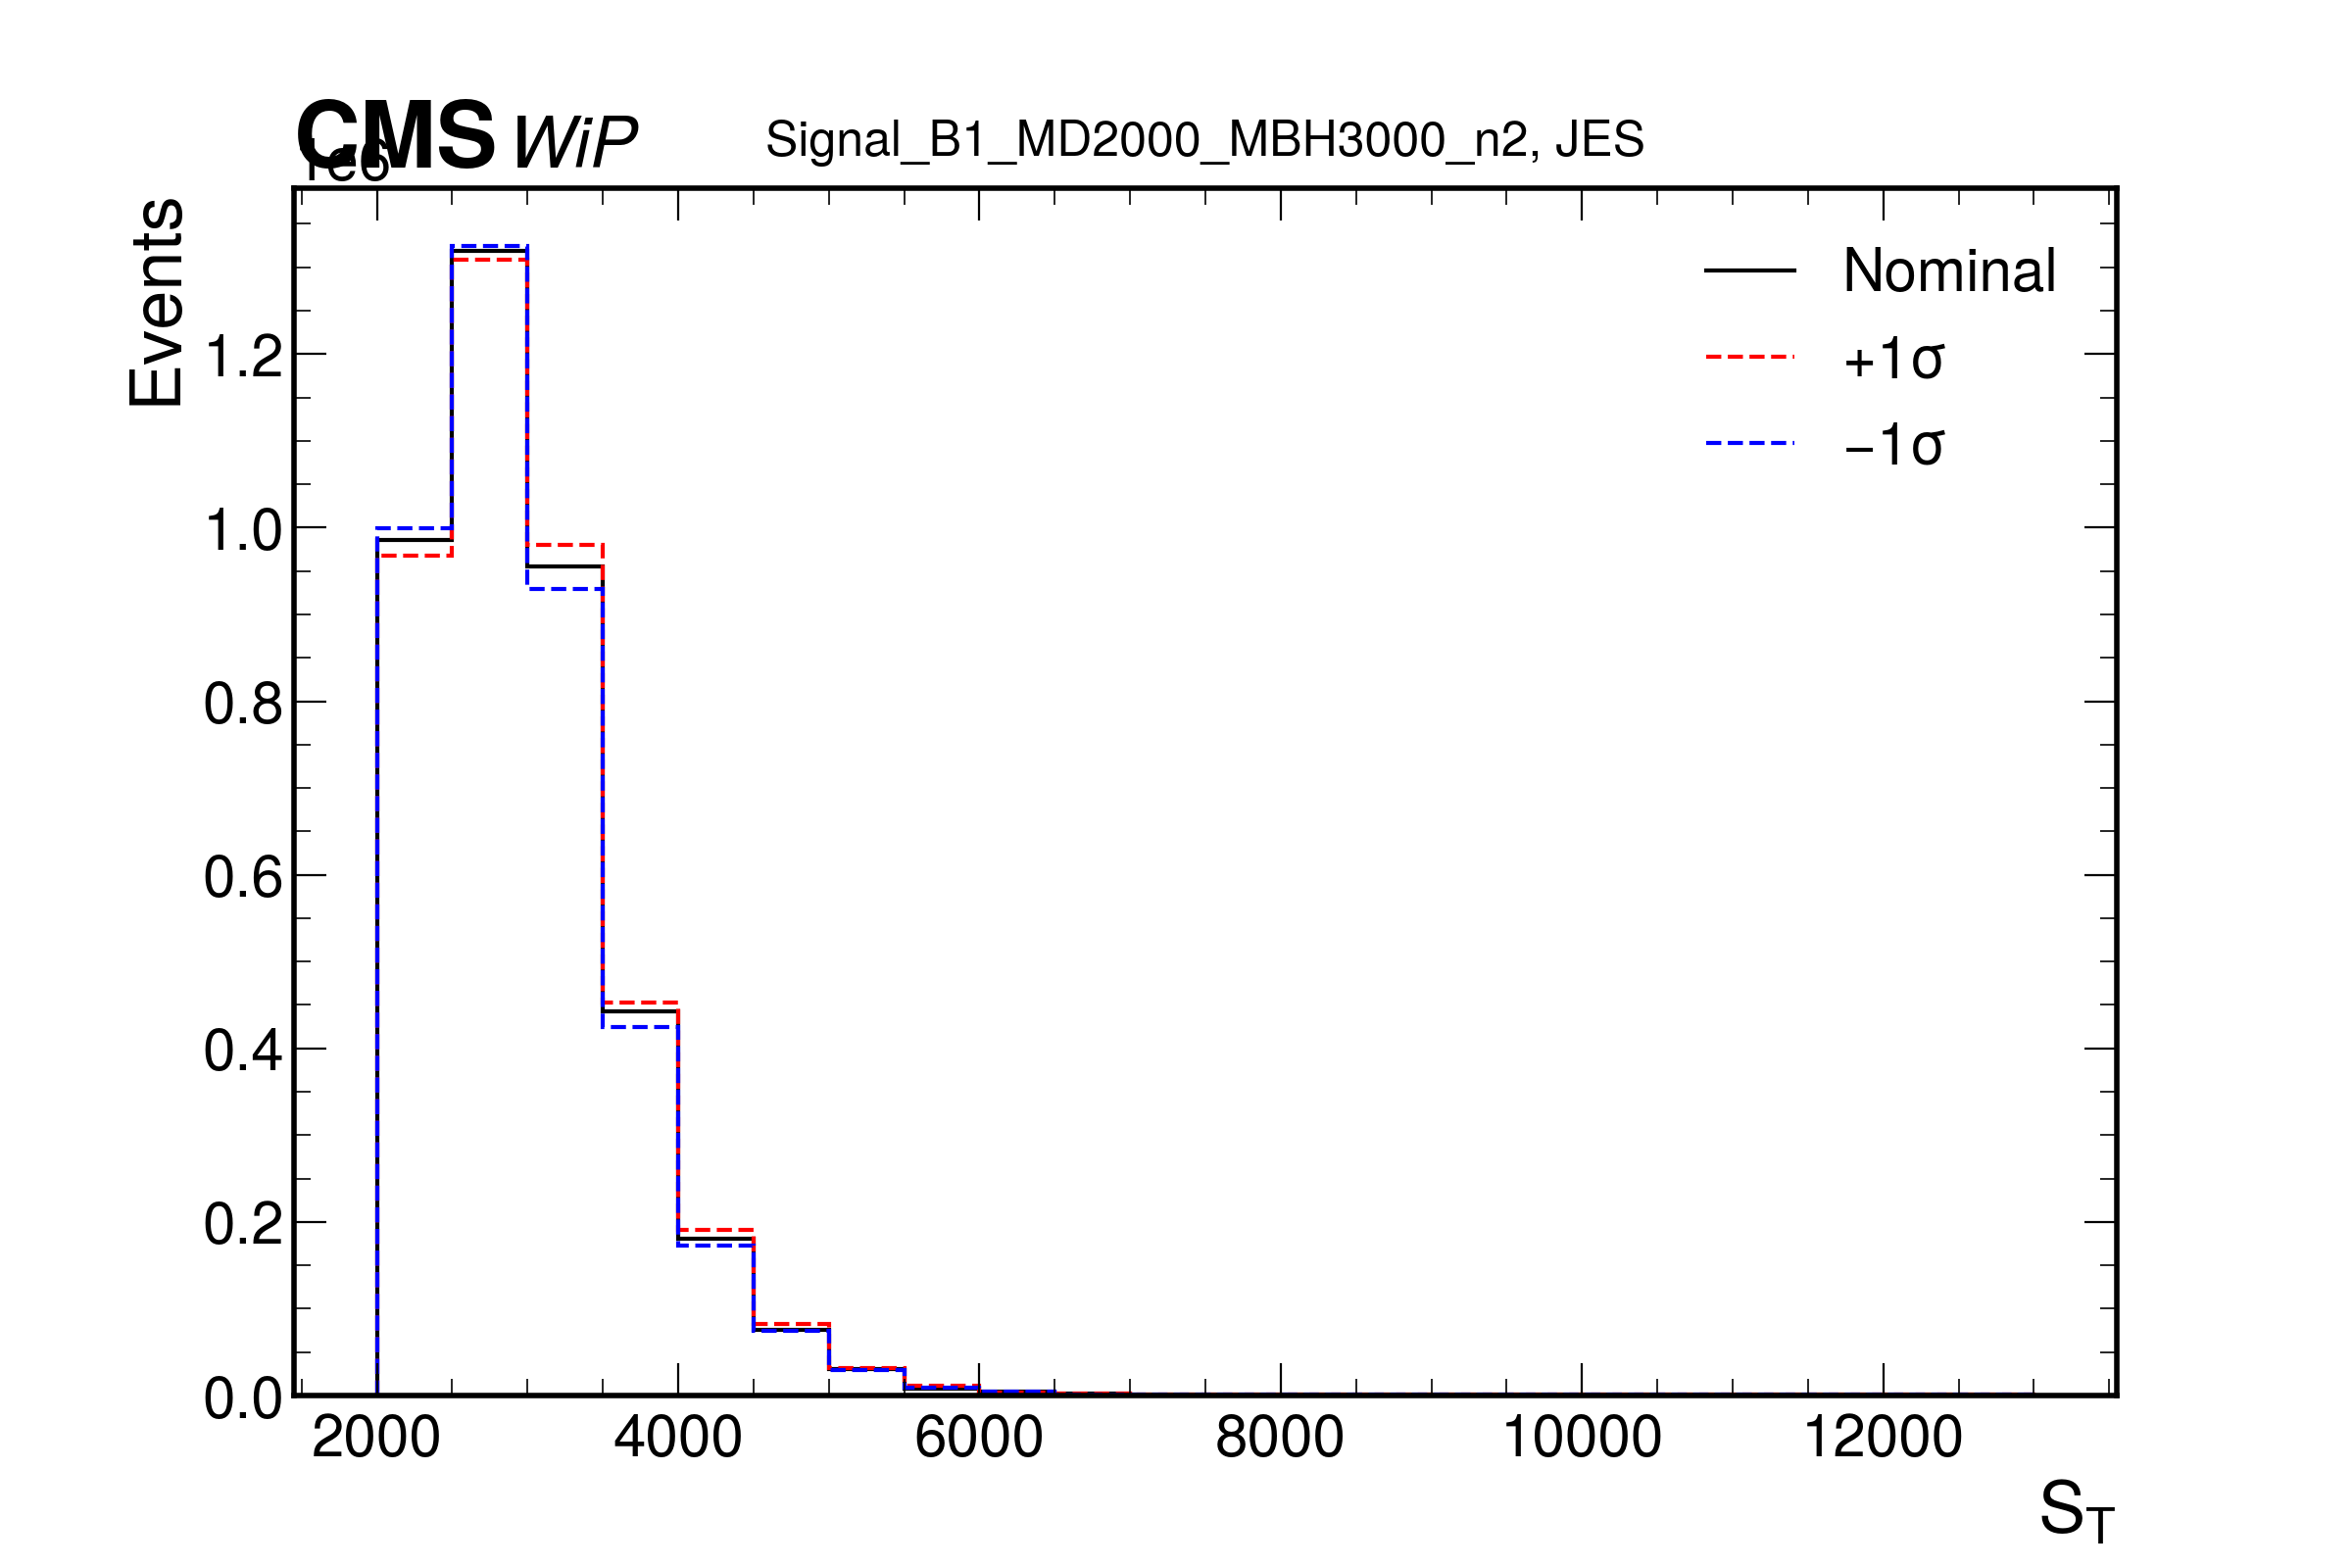 CMS WiP Signal_B1_MD2000_MBH3000_n2, JES
1e6
Events
Nominal
+1σ
−1σ
1.2
1.0
0.8
0.6
0.4
0.2
0.0
2000 4000 6000 8000 10000 12000
S_T